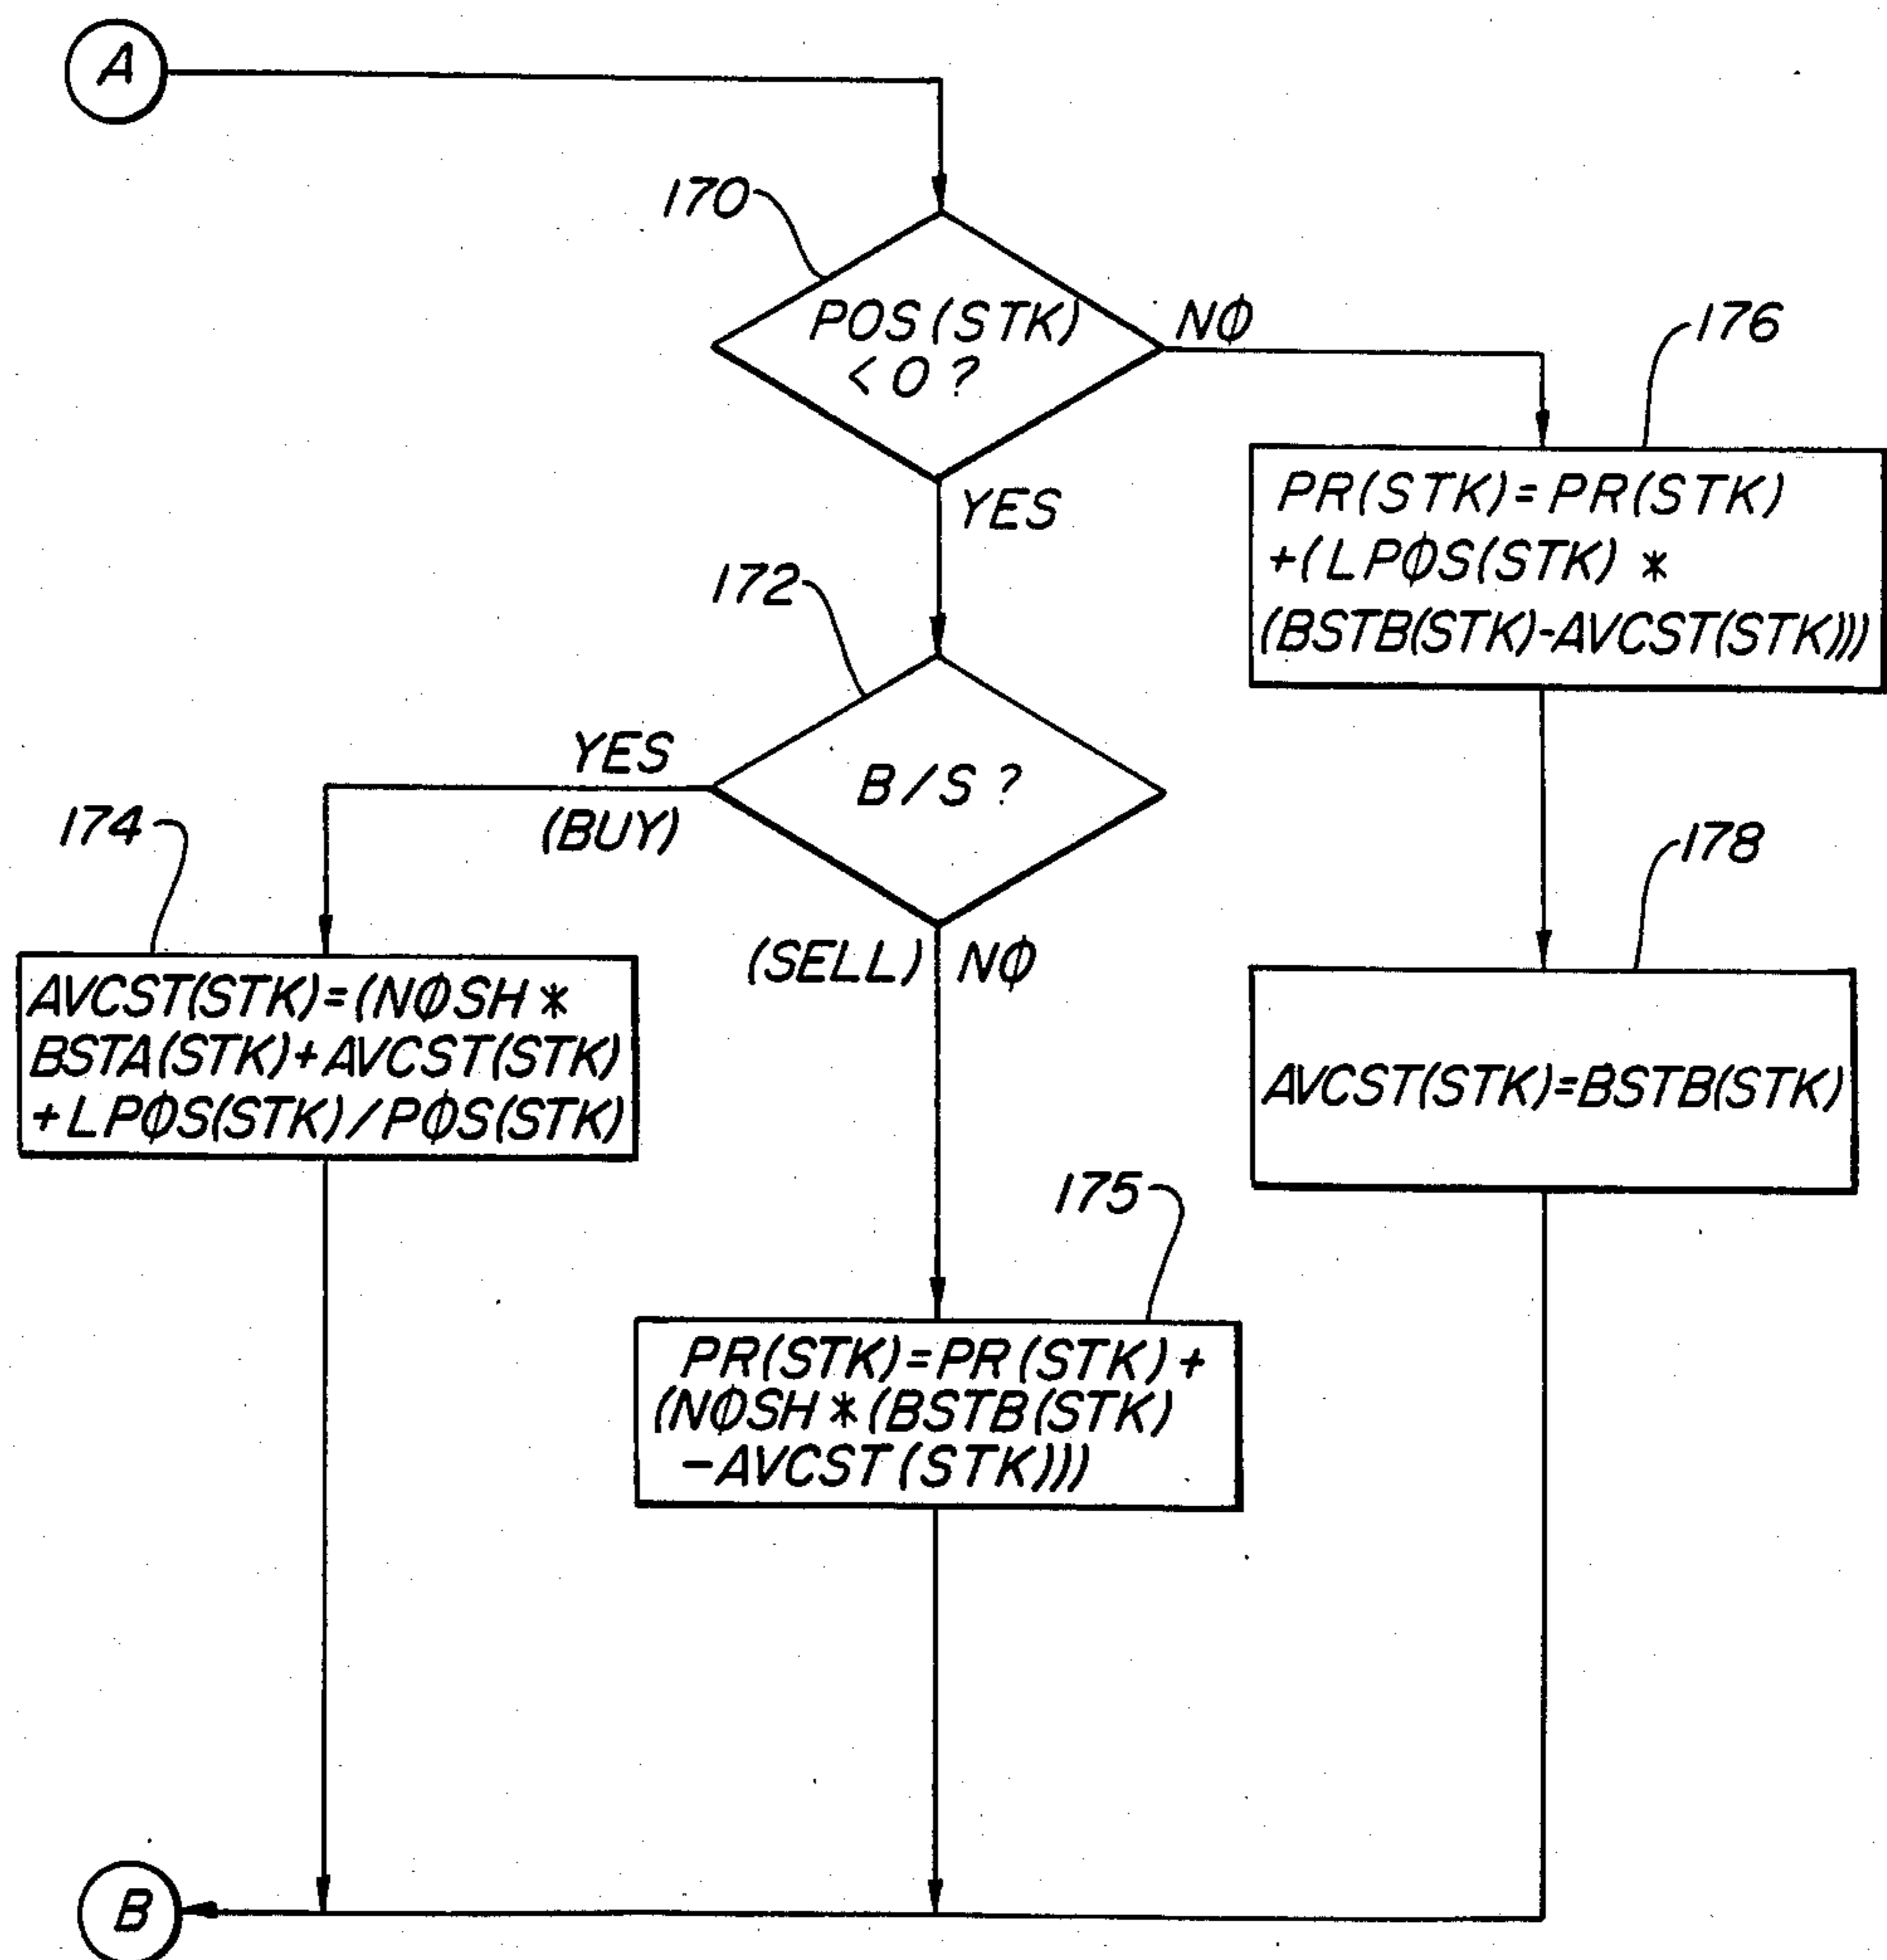 A
170
POS(STK)
<0?
NØ
YES
176
PR(STK)=PR(STK)
+(LPØS(STK) *
(BSTB(STK)-AVCST(STK)))
172
B/S?
YES
(BUY)
(SELL) NØ
174
AVCST(STK)=(NØSH *
BSTA(STK)+AVCST(STK)
+LPØS(STK)/PØS(STK)
178
AVCST(STK)=BSTB(STK)
175
PR(STK)=PR(STK)+
(NØSH*(BSTB(STK)
-AVCST(STK)))
B